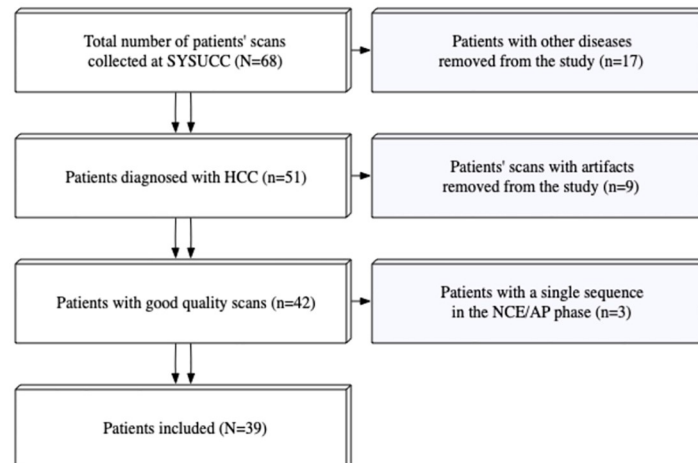 Total number of patients' scans
collected at SYSUCC (N=68)
Patients with other diseases
removed from the study (n=17)
Patients diagnosed with HCC (n=51)
Patients' scans with artifacts
removed from the study (n=9)
Patients with good quality scans (n=42)
Patients with a single sequence
in the NCE/AP phase (n=3)
Patients included (N=39)